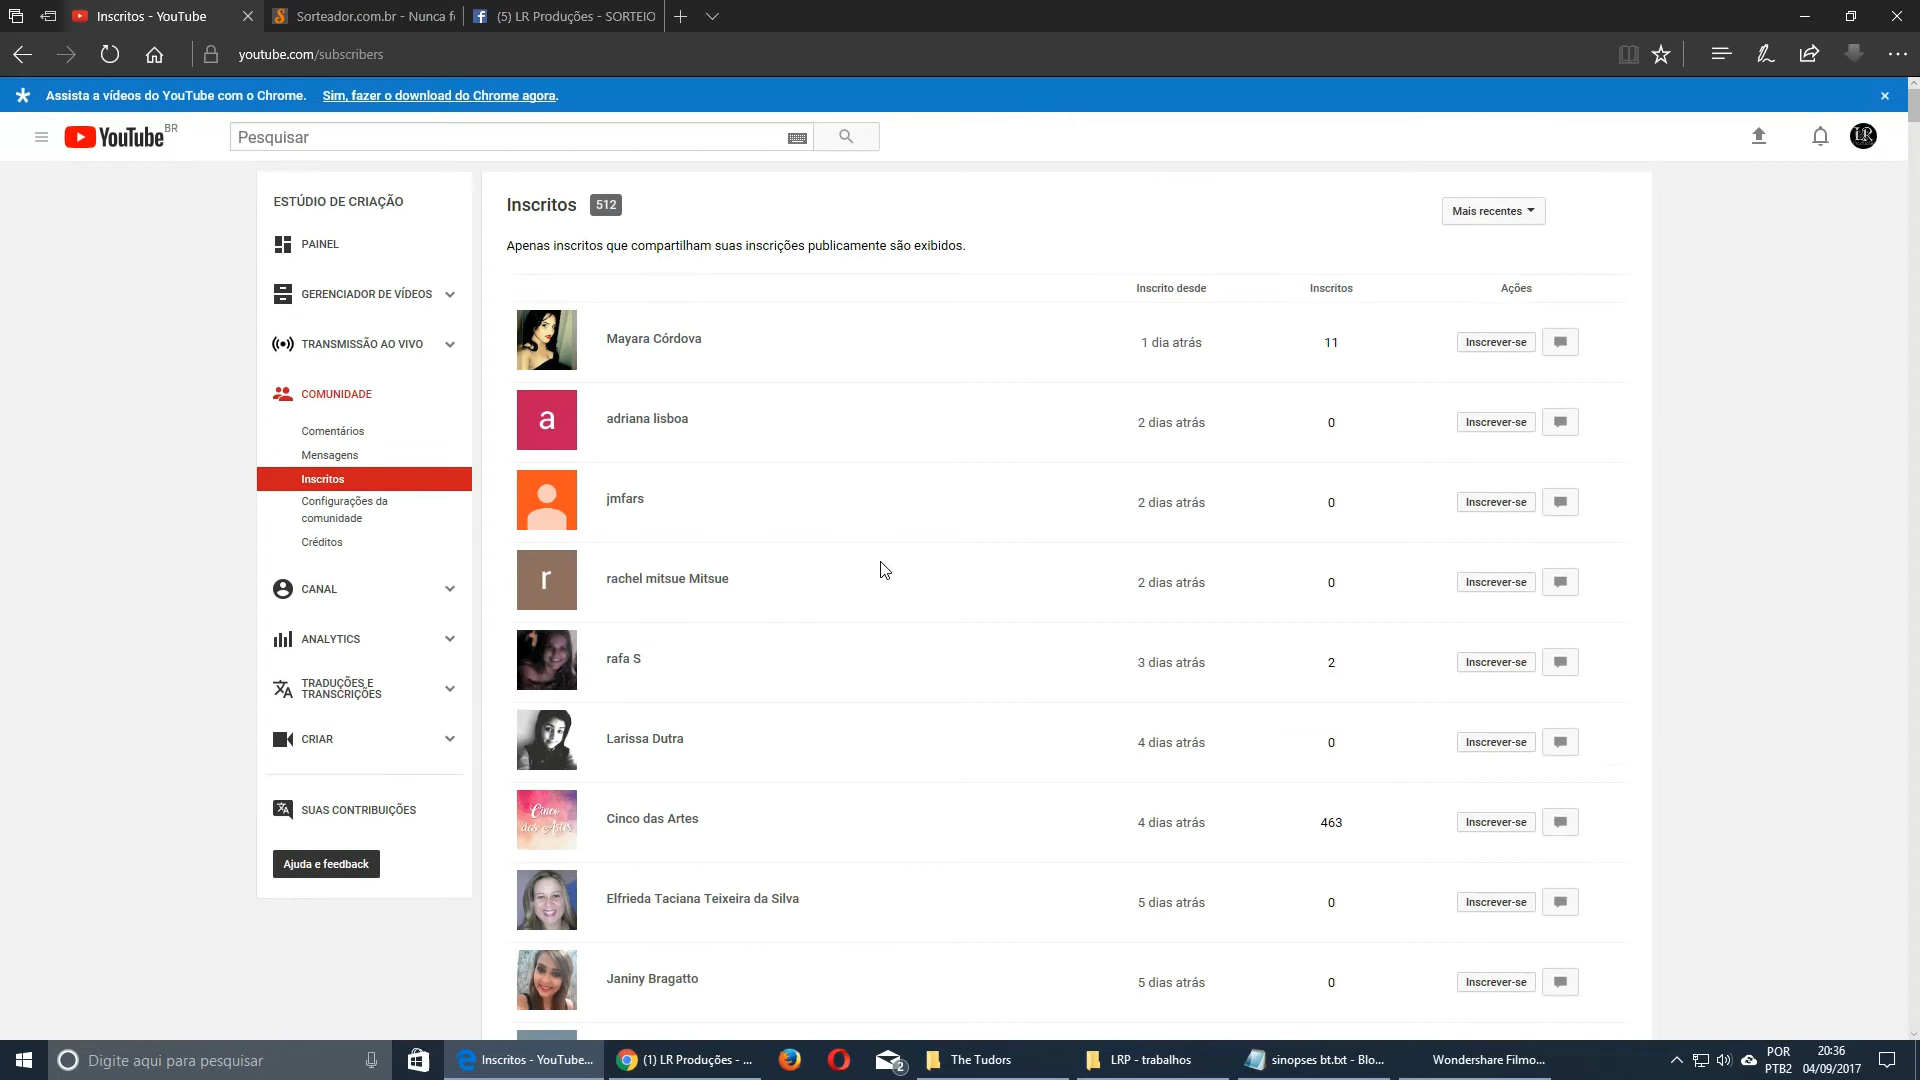 Inscritos - YouTube
Sorteador.com.br - Nunca f
(5) LR Produções - SORTEIO
youtube.com/subscribers
Assista a vídeos do YouTube com o Chrome. Sim, fazer o download do Chrome agora.
YouTube BR
Pesquisar
LR
ESTÚDIO DE CRIAÇÃO
PAINEL
GERENCIADOR DE VÍDEOS
TRANSMISSÃO AO VIVO
COMUNIDADE
Comentários
Mensagens
Inscritos
Configurações da
comunidade
Créditos
CANAL
ANALYTICS
TRADUÇÕES E
TRANSCRIÇÕES
CRIAR
SUAS CONTRIBUIÇÕES
Ajuda e feedback
Inscritos 512
Mais recentes
Apenas inscritos que compartilham suas inscrições publicamente são exibidos.
Inscrito desde Inscritos Ações
Mayara Córdova 1 dia atrás 11 Inscrever-se
a adriana lisboa 2 dias atrás 0 Inscrever-se
jmfars 2 dias atrás 0 Inscrever-se
r rachel mitsue Mitsue 2 dias atrás 0 Inscrever-se
rafa S 3 dias atrás 2 Inscrever-se
Larissa Dutra 4 dias atrás 0 Inscrever-se
Cinco das Artes Cinco das Artes 4 dias atrás 463 Inscrever-se
Elfrieda Taciana Teixeira da Silva 5 dias atrás 0 Inscrever-se
Janiny Bragatto 5 dias atrás 0 Inscrever-se
Digite aqui para pesquisar
Inscritos - YouTube...
(1) LR Produções - ...
2
The Tudors
LRP - trabalhos
sinopses bt.txt - Blo...
Wondershare Filmo...
POR
PTB2
20:36
04/09/2017